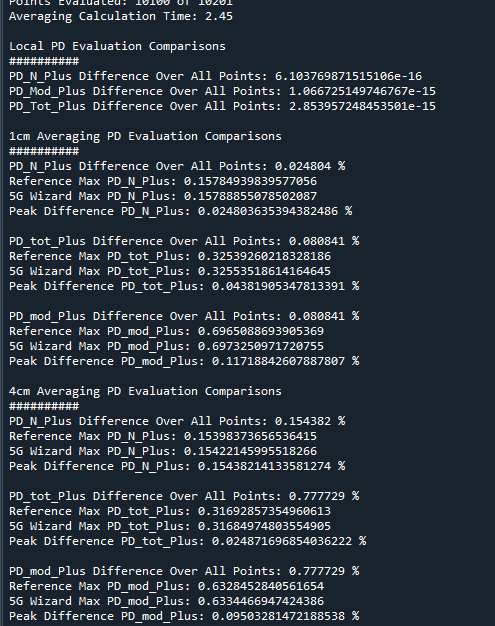 Points Evaluated: 10100 of 10201
Averaging Calculation Time: 2.45
Local PD Evaluation Comparisons
##########
PD_N_Plus Difference Over All Points: 6.103769871515106e-16
PD_Mod_Plus Difference Over All Points: 1.066725149746767e-15
PD_Tot_Plus Difference Over All Points: 2.853957248453501e-15
1cm Averaging PD Evaluation Comparisons
##########
PD_N_Plus Difference Over All Points: 0.024804 %
Reference Max PD_N_Plus: 0.15784939839577056
5G Wizard Max PD_N_Plus: 0.15788855078502087
Peak Difference PD_N_Plus: 0.024803635394382486 %
PD_tot_Plus Difference Over All Points: 0.080841 %
Reference Max PD_tot_Plus: 0.32539260218328186
5G Wizard Max PD_tot_Plus: 0.32553518614164645
Peak Difference PD_tot_Plus: 0.04381905347813391 %
PD_mod_Plus Difference Over All Points: 0.080841 %
Reference Max PD_mod_Plus: 0.6965088693905369
5G Wizard Max PD_mod_Plus: 0.6973250971720755
Peak Difference PD_mod_Plus: 0.11718842607887807 %
4cm Averaging PD Evaluation Comparisons
##########
PD_N_Plus Difference Over All Points: 0.154382 %
Reference Max PD_N_Plus: 0.15398373656536415
5G Wizard Max PD_N_Plus: 0.15422145995518266
Peak Difference PD_N_Plus: 0.15438214133581274 %
PD_tot_Plus Difference Over All Points: 0.777729 %
Reference Max PD_tot_Plus: 0.31692857354960613
5G Wizard Max PD_tot_Plus: 0.31684974803554905
Peak Difference PD_tot_Plus: 0.024871696854036222 %
PD_mod_Plus Difference Over All Points: 0.777729 %
Reference Max PD_mod_Plus: 0.6328452840561654
5G Wizard Max PD_mod_Plus: 0.6334466947424386
Peak Difference PD_mod_Plus: 0.09503281472188538 %